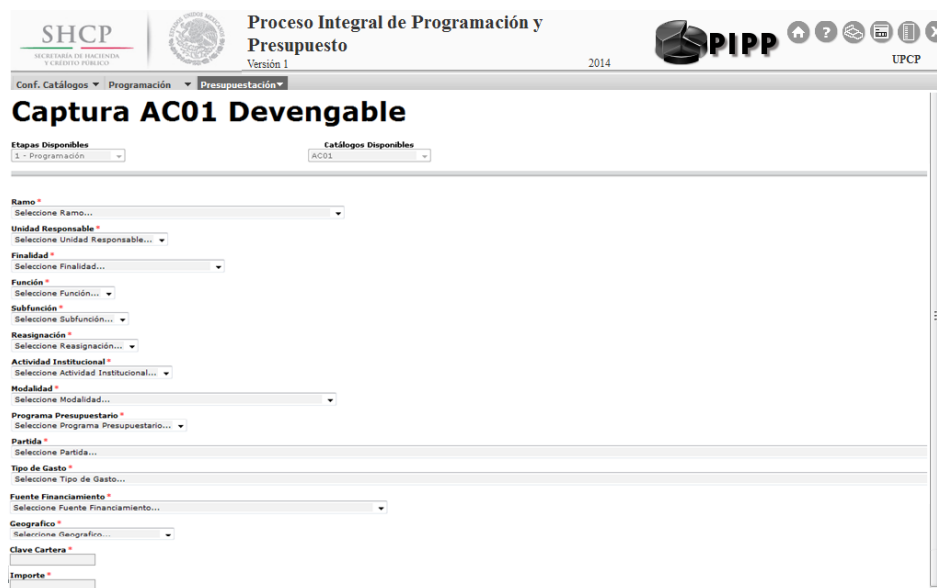 SHCP
SECRETARÍA DE HACIENDA
Y CRÉDITO PÚBLICO
ESTADOS UNIDOS MEXICANOS
Proceso Integral de Programación y
Presupuesto
Versión 1
2014
PIPP
UPCP
Conf. Catálogos Programación Presupuestación
Captura AC01 Devengable
Etapas Disponibles Catálogos Disponibles
1 - Programación AC01
Ramo *
Seleccione Ramo...
Unidad Responsable *
Seleccione Unidad Responsable...
Finalidad *
Seleccione Finalidad...
Función *
Seleccione Función...
Subfunción *
Seleccione Subfunción...
Reasignación *
Seleccione Reasignación...
Actividad Institucional *
Seleccione Actividad Institucional...
Modalidad *
Seleccione Modalidad...
Programa Presupuestario *
Seleccione Programa Presupuestario...
Partida *
Seleccione Partida...
Tipo de Gasto *
Seleccione Tipo de Gasto...
Fuente Financiamiento *
Seleccione Fuente Financiamiento...
Geografico *
Seleccione Geografico...
Clave Cartera *
Importe *